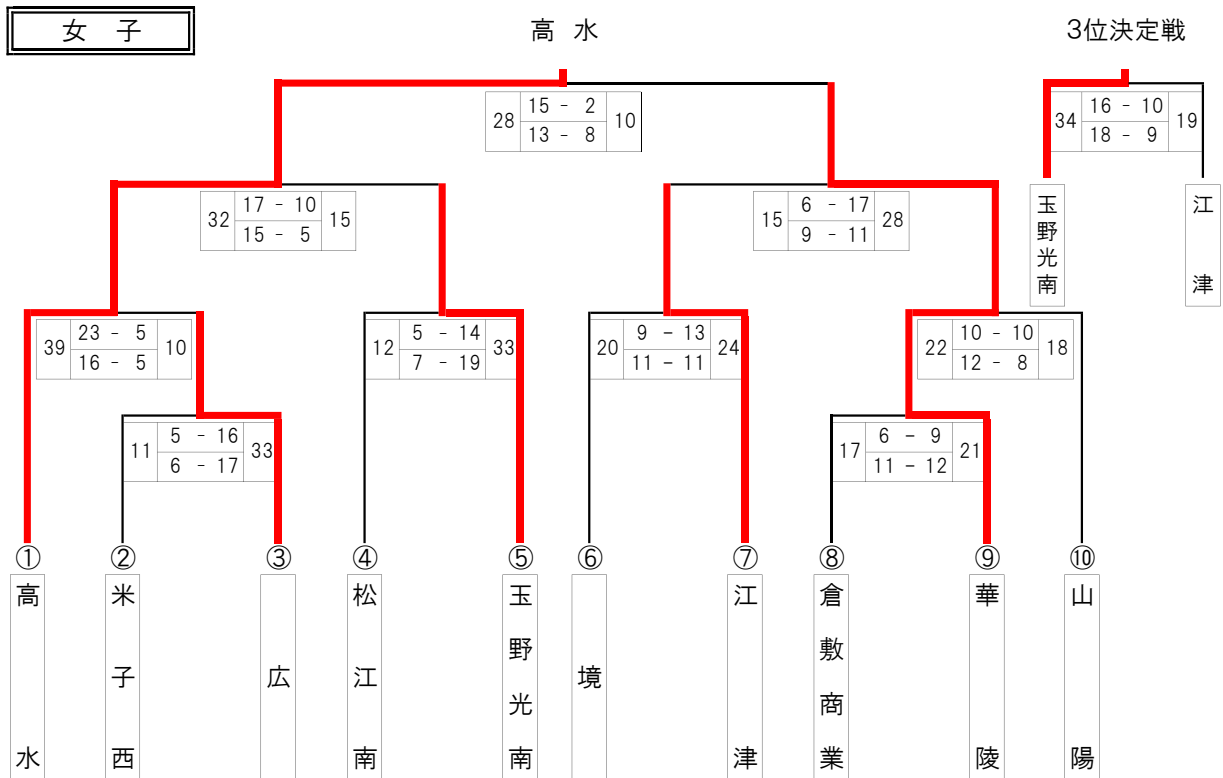 女 子
高 水
3位決定戦
28 15 - 2 10
13 - 8
34 16 - 10 19
18 - 9
玉野光南
江津
32 17 - 10 15
15 - 5
15 6 - 17 28
9 - 11
39 23 - 5 10
16 - 5
12 5 - 14 33
7 - 19
20 9 - 13 24
11 - 11
22 10 - 10 18
12 - 8
11 5 - 16 33
6 - 17
17 6 - 9 21
11 - 12
① ② ③ ④ ⑤ ⑥ ⑦ ⑧ ⑨ ⑩
高水
米子西
広
松江南
玉野光南
境
江津
倉敷商業
華陵
山陽